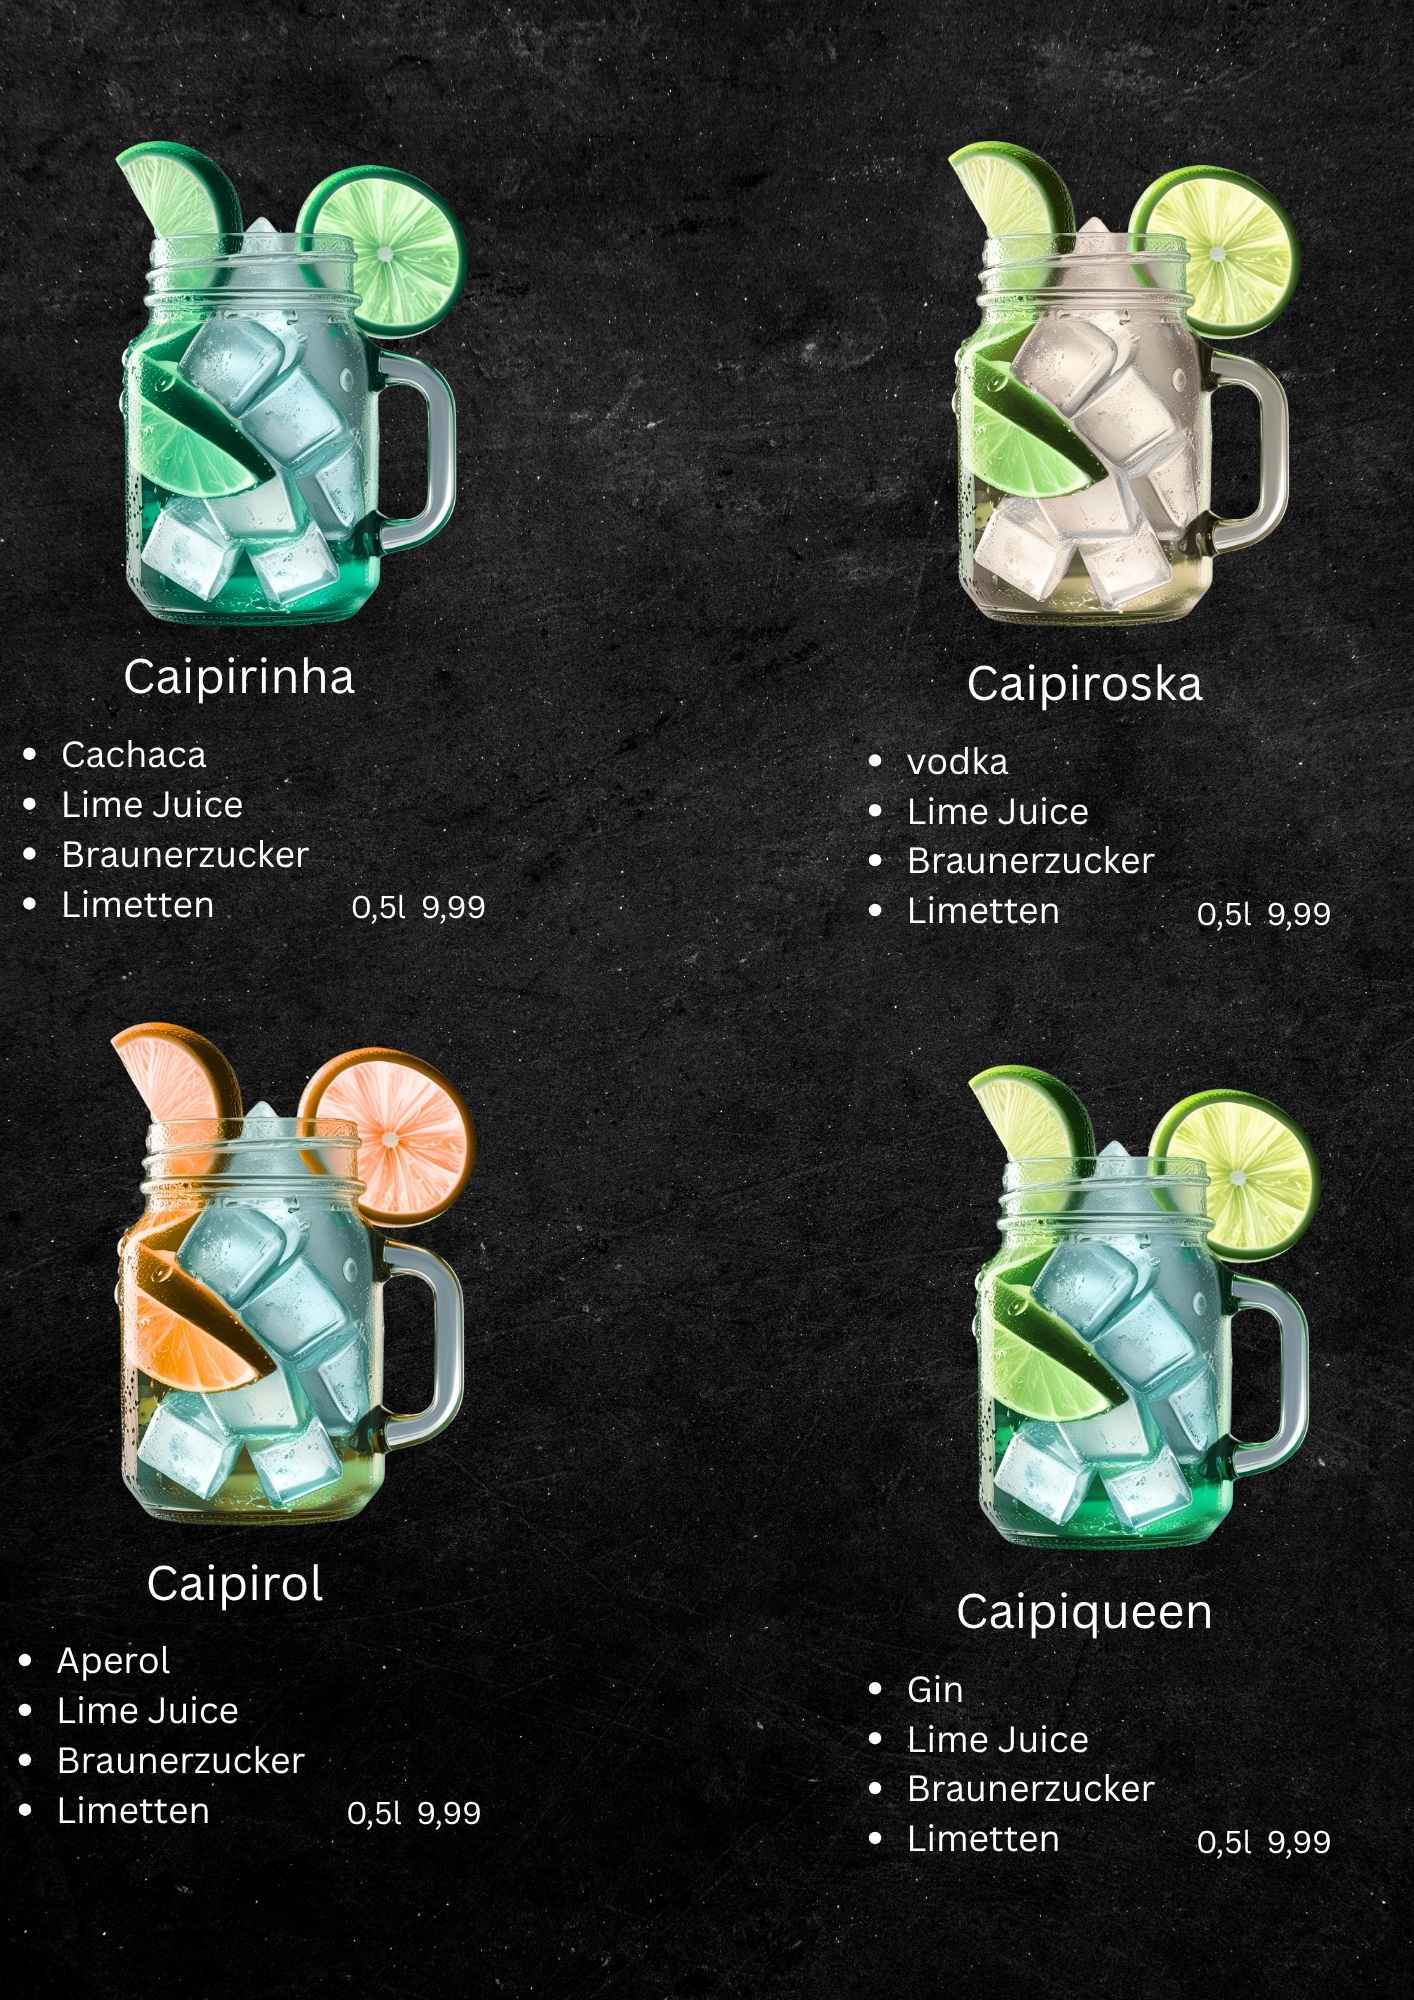 Caipirinha
Cachaca
Lime Juice
Braunerzucker
Limetten 0,5l 9,99
Caipiroska
vodka
Lime Juice
Braunerzucker
Limetten 0,5l 9,99
Caipirol
Aperol
Lime Juice
Braunerzucker
Limetten 0,5l 9,99
Caipiqueen
Gin
Lime Juice
Braunerzucker
Limetten 0,5l 9,99